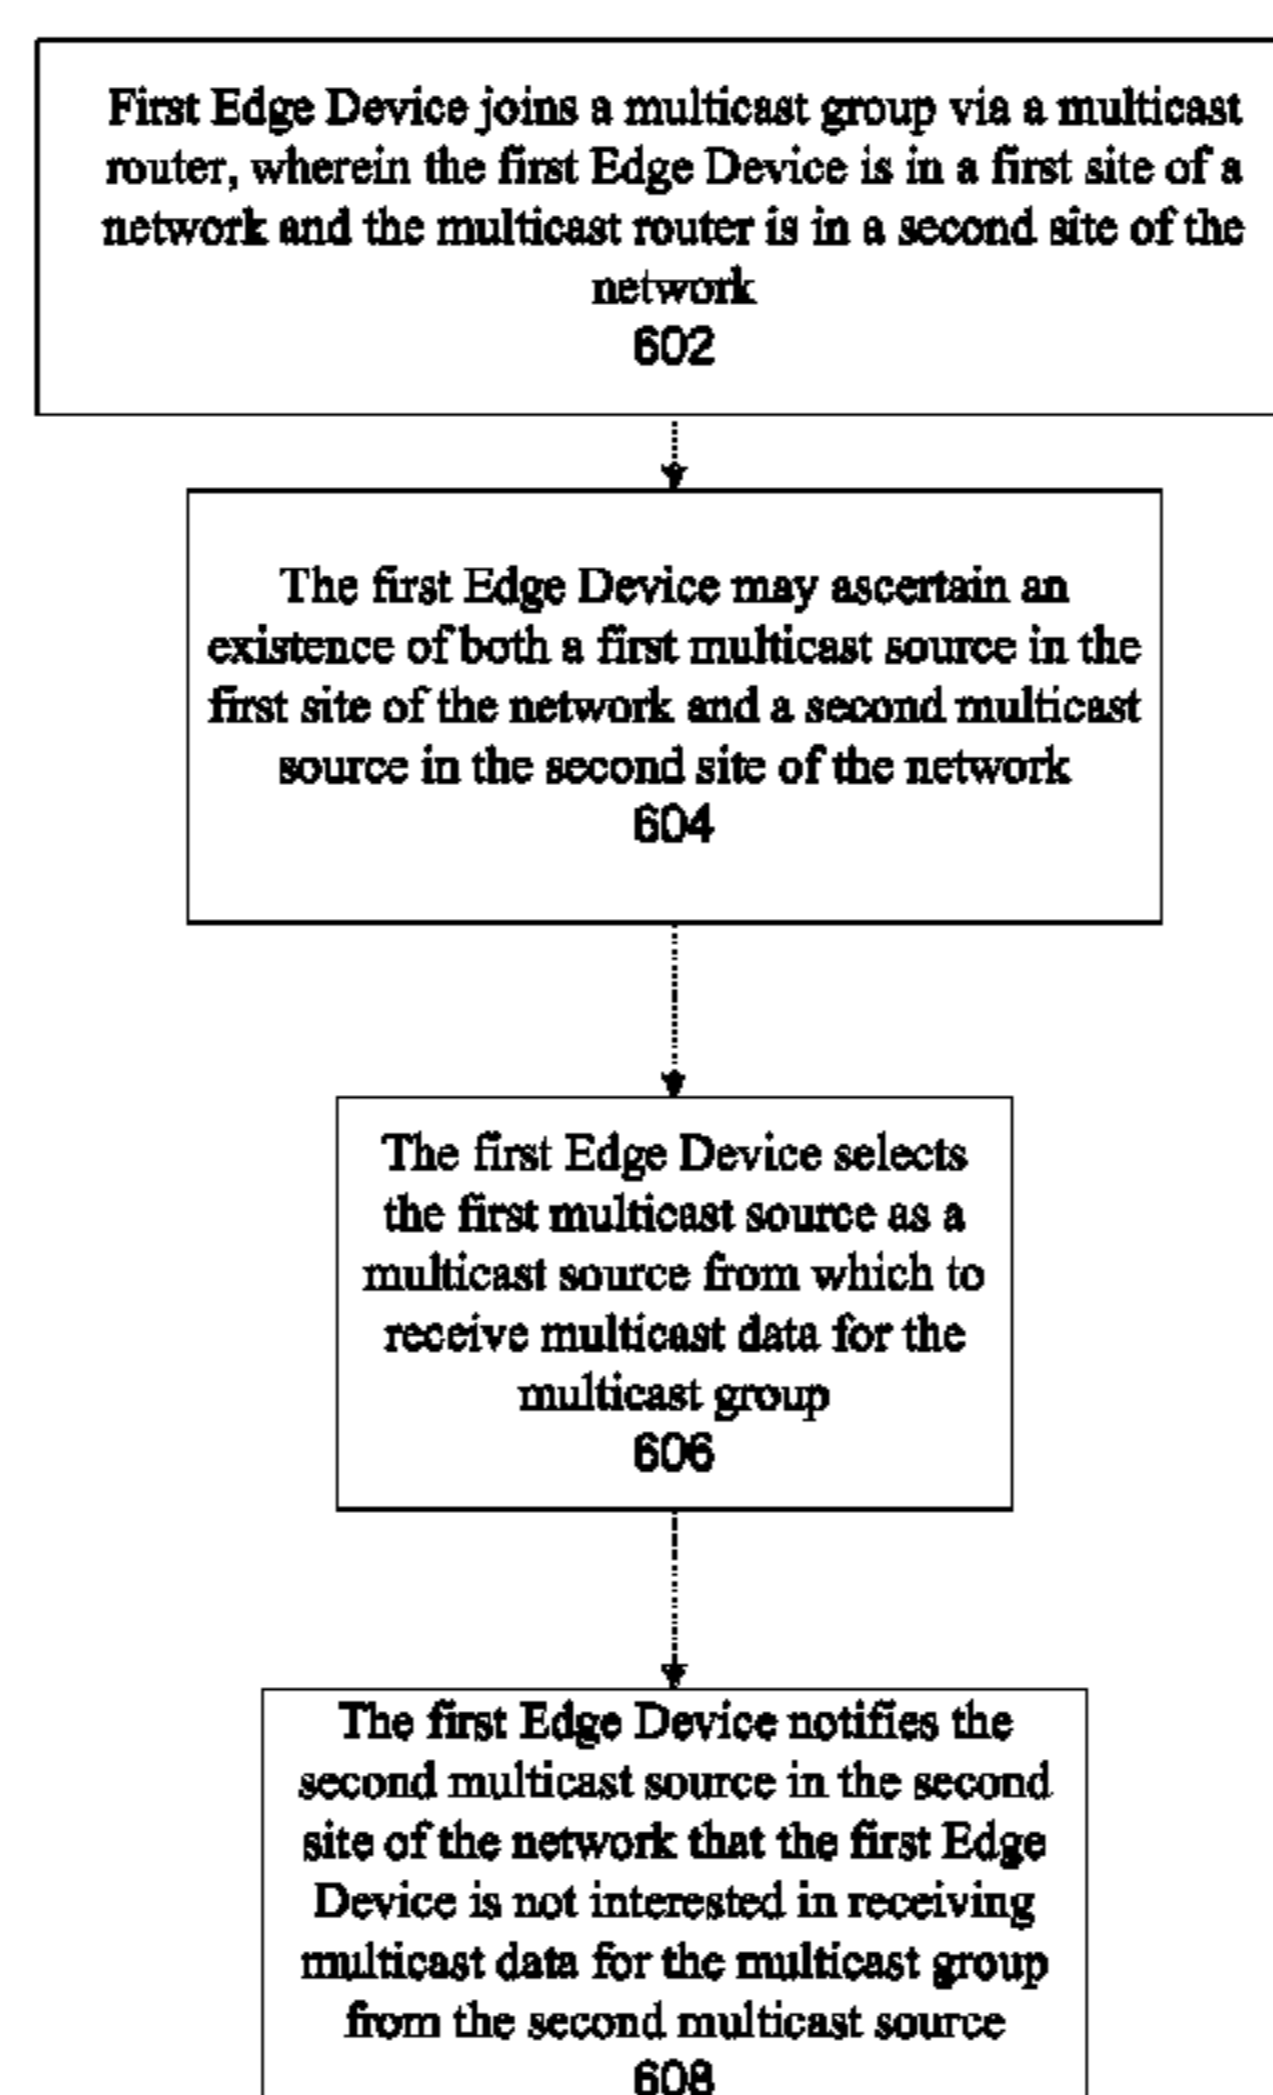 First Edge Device joins a multicast group via a multicast
router, wherein the first Edge Device is in a first site of a
network and the multicast router is in a second site of the
network
602
The first Edge Device may ascertain an
existence of both a first multicast source in the
first site of the network and a second multicast
source in the second site of the network
604
The first Edge Device selects
the first multicast source as a
multicast source from which to
receive multicast data for the
multicast group
606
The first Edge Device notifies the
second multicast source in the second
site of the network that the first Edge
Device is not interested in receiving
multicast data for the multicast group
from the second multicast source
608